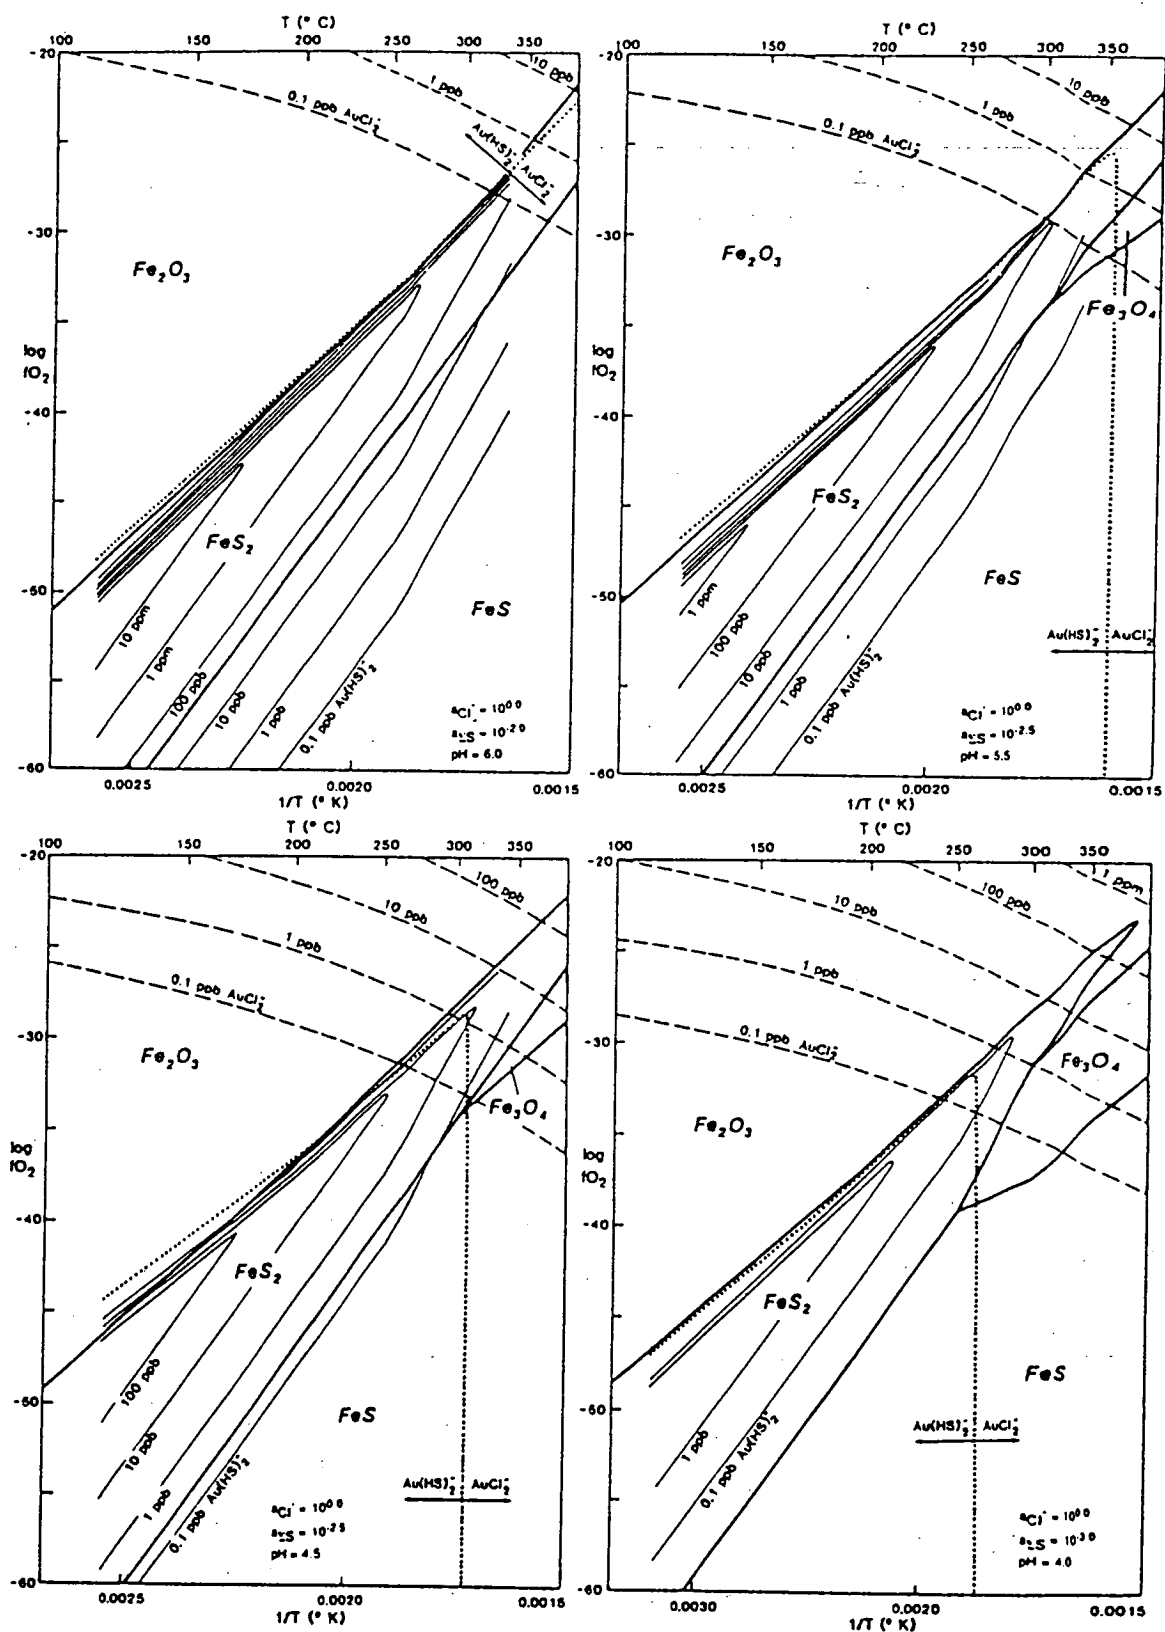 T (° C)
100 150 200 250 300 350
-20
10 ppb
1 ppb
0.1 ppb AuCl₂⁻
Au(HS)₂⁻ AuCl₂⁻
-30
Fe₂O₃
log
fO₂
-40
FeS₂
-50
FeS
10 ppm
1 ppm
100 ppb
10 ppb
1 ppb
0.1 ppb Au(HS)₂⁻
aCl⁻ = 10⁰·⁰
aΣS = 10⁻²·⁰
pH = 6.0
-60
0.0025 0.0020 0.0015
1/T (° K)
T (° C)
100 150 200 250 300 350
-20
10 ppb
1 ppb
0.1 ppb AuCl₂⁻
-30
Fe₂O₃
Fe₃O₄
log
fO₂
-40
FeS₂
-50
FeS
1 ppm
100 ppb
10 ppb
1 ppb
0.1 ppb Au(HS)₂⁻
Au(HS)₂⁻ AuCl₂⁻
aCl⁻ = 10⁰·⁰
aΣS = 10⁻²·⁵
pH = 5.5
-60
0.0025 0.0020 0.0015
1/T (° K)
T (° C)
100 150 200 250 300 350
-20
100 ppb
10 ppb
1 ppb
0.1 ppb AuCl₂⁻
-30
Fe₂O₃
Fe₃O₄
log
fO₂
-40
FeS₂
-50
FeS
100 ppb
10 ppb
1 ppb
0.1 ppb Au(HS)₂⁻
Au(HS)₂⁻ AuCl₂⁻
aCl⁻ = 10⁰·⁰
aΣS = 10⁻²·⁵
pH = 4.5
-60
0.0025 0.0020 0.0015
1/T (° K)
T (° C)
100 150 200 250 300 350
-20
1 ppm
100 ppb
10 ppb
1 ppb
0.1 ppb AuCl₂⁻
-30
Fe₃O₄
Fe₂O₃
log
fO₂
-40
FeS₂
FeS
-50
1 ppb
0.1 ppb Au(HS)₂⁻
Au(HS)₂⁻ AuCl₂⁻
aCl⁻ = 10⁰·⁰
aΣS = 10⁻³·⁰
pH = 4.0
-60
0.0030 0.0020 0.0015
1/T (° K)